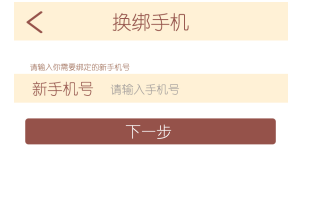 换绑手机
请输入你需要绑定的新手机号
新手机号 请输入手机号
下一步